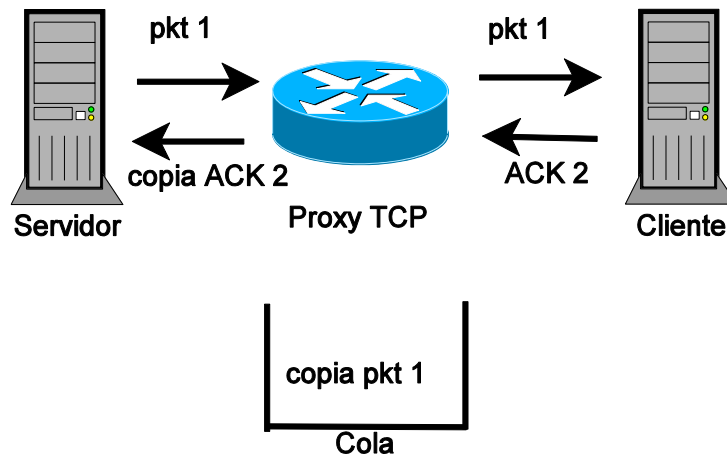 pkt 1
pkt 1
copia ACK 2
ACK 2
Servidor
Proxy TCP
Cliente
copia pkt 1
Cola